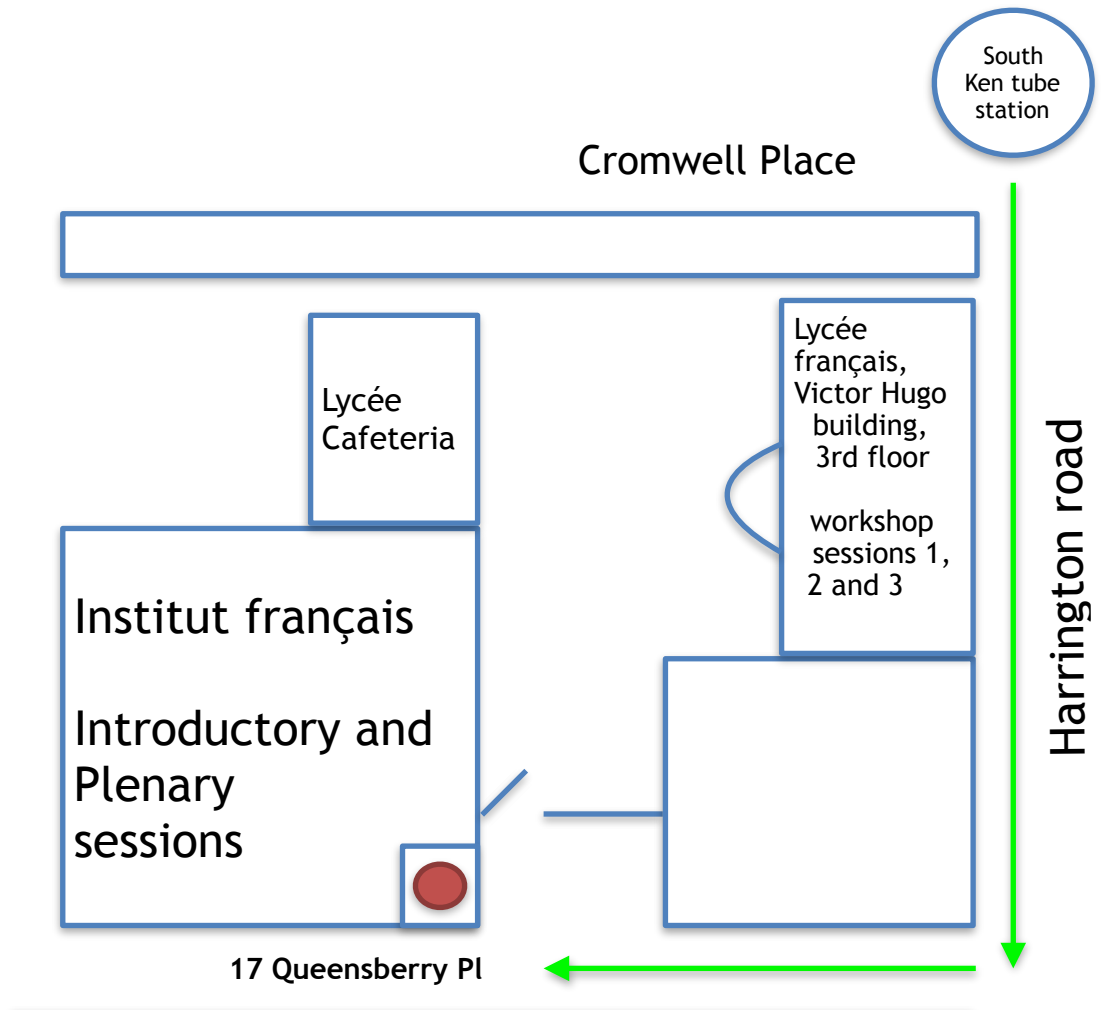 South
Ken tube
station
Cromwell Place
Lycée
français,
Victor Hugo
building,
3rd floor
workshop
sessions 1,
2 and 3
Lycée
Cafeteria
Harrington road
Institut français
Introductory and
Plenary
sessions
17 Queensberry Pl